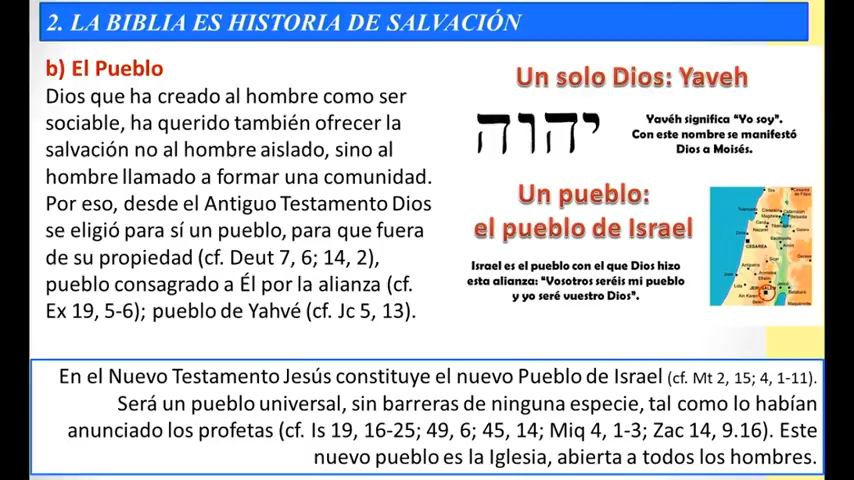 2. LA BIBLIA ES HISTORIA DE SALVACIÓN
b) El Pueblo
Dios que ha creado al hombre como ser
sociable, ha querido también ofrecer la
salvación no al hombre aislado, sino al
hombre llamado a formar una comunidad.
Por eso, desde el Antiguo Testamento Dios
se eligió para sí un pueblo, para que fuera
de su propiedad (cf. Deut 7, 6; 14, 2),
pueblo consagrado a Él por la alianza (cf.
Ex 19, 5-6); pueblo de Yahvé (cf. Jc 5, 13).
Un solo Dios: Yaveh
יהוה
Yavéh significa "Yo soy".
Con este nombre se manifestó
Dios a Moisés.
Un pueblo:
el pueblo de Israel
Israel es el pueblo con el que Dios hizo
esta alianza: "Vosotros seréis mi pueblo
y yo seré vuestro Dios".
CESAREA
En el Nuevo Testamento Jesús constituye el nuevo Pueblo de Israel (cf. Mt 2, 15; 4, 1-11).
Será un pueblo universal, sin barreras de ninguna especie, tal como lo habían
anunciado los profetas (cf. Is 19, 16-25; 49, 6; 45, 14; Miq 4, 1-3; Zac 14, 9.16). Este
nuevo pueblo es la Iglesia, abierta a todos los hombres.